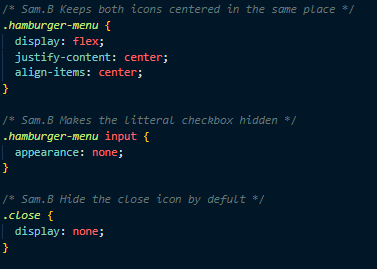 /* Sam.B Keeps both icons centered in the same place */
.hamburger-menu {
display: flex;
justify-content: center;
align-items: center;
}
/* Sam.B Makes the litteral checkbox hidden */
.hamburger-menu input {
appearance: none;
}
/* Sam.B Hide the close icon by defult */
.close {
display: none;
}